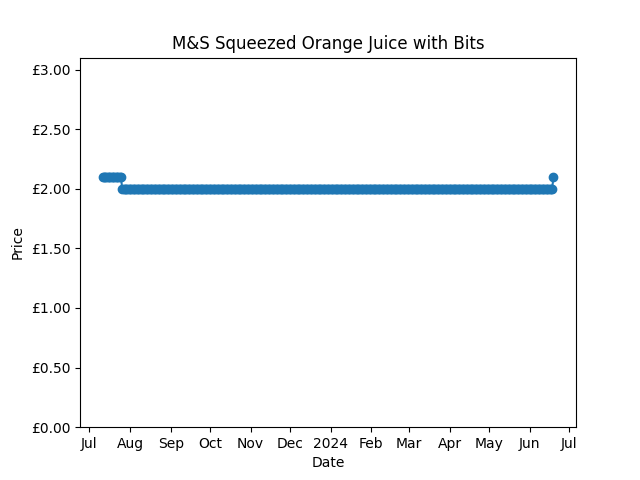 M&S Squeezed Orange Juice with Bits
£3.00
£2.50
£2.00
£1.50
£1.00
£0.50
£0.00
Price
Jul Aug Sep Oct Nov Dec 2024 Feb Mar Apr May Jun Jul
Date